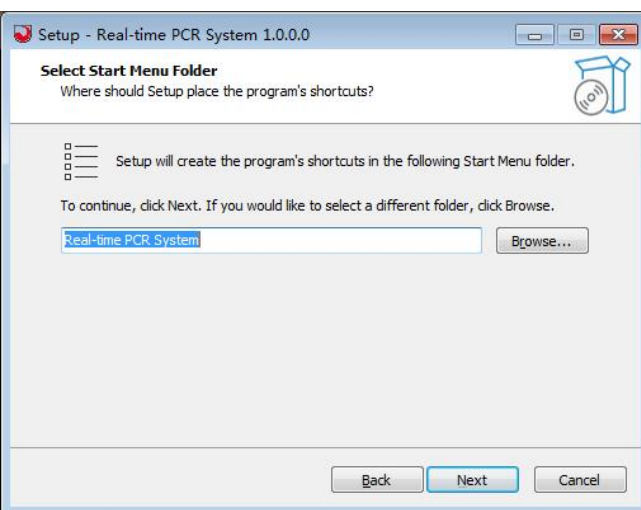 Setup - Real-time PCR System 1.0.0.0
Select Start Menu Folder
Where should Setup place the program's shortcuts?
Setup will create the program's shortcuts in the following Start Menu folder.
To continue, click Next. If you would like to select a different folder, click Browse.
Real-time PCR System
Browse...
Back
Next
Cancel